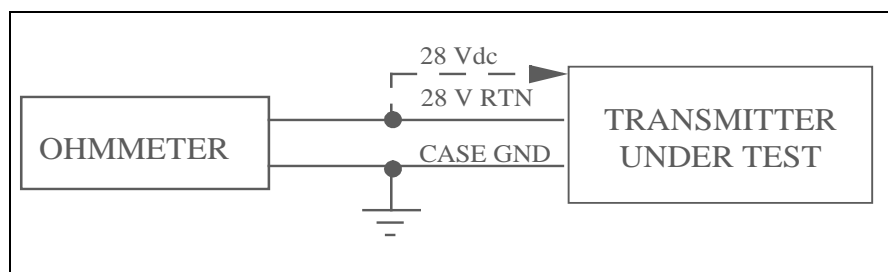 28 Vdc
28 V RTN
OHMMETER
CASE GND
TRANSMITTER
UNDER TEST